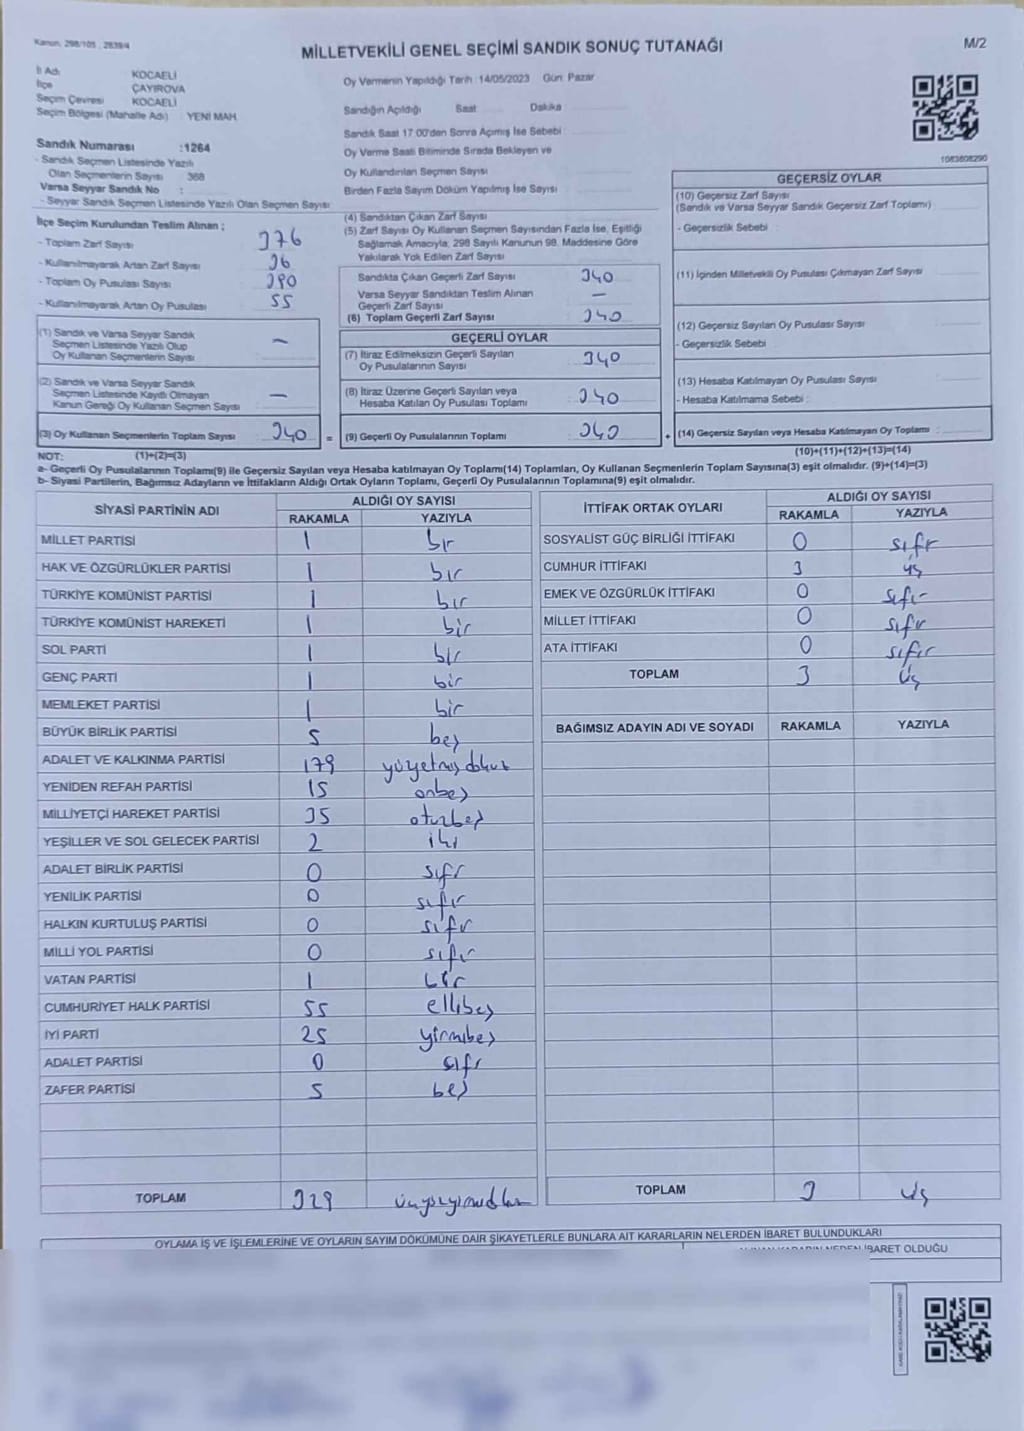 Kanun: 298/105 ; 2839/4
MİLLETVEKİLİ GENEL SEÇİMİ SANDIK SONUÇ TUTANAĞI
M/2
İl Adı KOCAELİ
İlçe ÇAYIROVA
Seçim Çevresi KOCAELİ
Seçim Bölgesi (Mahalle Adı) : YENİ MAH.
Oy Vermenin Yapıldığı Tarih :14/05/2023 Gün: Pazar
Sandığın Açıldığı Saat Dakika
Sandık Saat 17:00'den Sonra Açımış İse Sebebi
Oy Verme Saati Bitiminde Sırada Bekleyen ve
Oy Kullandırılan Seçmen Sayısı
Birden Fazla Sayım Döküm Yapılmış İse Sayısı
1083608290
Sandık Numarası :1264
- Sandık Seçmen Listesinde Yazılı
Olan Seçmenlerin Sayısı 368
Varsa Seyyar Sandık No :
- Seyyar Sandık Seçmen Listesinde Yazılı Olan Seçmen Sayısı
İlçe Seçim Kurulundan Teslim Alınan ;
- Toplam Zarf Sayısı 376
- Kullanılmayarak Artan Zarf Sayısı 36
- Toplam Oy Pusulası Sayısı 390
- Kullanılmayarak Artan Oy Pusulası 55
(1) Sandık ve Varsa Seyyar Sandık
Seçmen Listesinde Yazılı Olup
Oy Kullanan Seçmenlerin Sayısı —
(2) Sandık ve Varsa Seyyar Sandık
Seçmen Listesinde Kayıtlı Olmayan
Kanun Gereği Oy Kullanan Seçmen Sayısı —
(3) Oy Kullanan Seçmenlerin Toplam Sayısı 340 =
(4) Sandıktan Çıkan Zarf Sayısı
(5) Zarf Sayısı Oy Kullanan Seçmen Sayısından Fazla İse, Eşitliği
Sağlamak Amacıyla, 298 Sayılı Kanunun 98. Maddesine Göre
Yakılarak Yok Edilen Zarf Sayısı
Sandıkta Çıkan Geçerli Zarf Sayısı 340
Varsa Seyyar Sandıktan Teslim Alınan
Geçerli Zarf Sayısı —
(6) Toplam Geçerli Zarf Sayısı 340
GEÇERLİ OYLAR
(7) İtiraz Edilmeksizin Geçerli Sayılan
Oy Pusulalarının Sayısı 340
(8) İtiraz Üzerine Geçerli Sayılan veya
Hesaba Katılan Oy Pusulası Toplamı 340
(9) Geçerli Oy Pusulalarının Toplamı 340 +
GEÇERSİZ OYLAR
(10) Geçersiz Zarf Sayısı
(Sandık ve Varsa Seyyar Sandık Geçersiz Zarf Toplamı)
- Geçersizlik Sebebi :
(11) İçinden Milletvekili Oy Pusulası Çıkmayan Zarf Sayısı
(12) Geçersiz Sayılan Oy Pusulası Sayısı
- Geçersizlik Sebebi
(13) Hesaba Katılmayan Oy Pusulası Sayısı
- Hesaba Katılmama Sebebi
(14) Geçersiz Sayılan veya Hesaba Katılmayan Oy Toplamı
NOT: (1)+(2)=(3)
(10)+(11)+(12)+(13)=(14)
a- Geçerli Oy Pusulalarının Toplamı(9) ile Geçersiz Sayılan veya Hesaba katılmayan Oy Toplamı(14) Toplamları, Oy Kullanan Seçmenlerin Toplam Sayısına(3) eşit olmalıdır. (9)+(14)=(3)
b- Siyasi Partilerin, Bağımsız Adayların ve İttifakların Aldığı Ortak Oyların Toplamı, Geçerli Oy Pusulalarının Toplamına(9) eşit olmalıdır.
SİYASİ PARTİNİN ADI ALDIĞI OY SAYISI
RAKAMLA YAZIYLA
MİLLET PARTİSİ 1 bir
HAK VE ÖZGÜRLÜKLER PARTİSİ 1 bir
TÜRKİYE KOMÜNİST PARTİSİ 1 bir
TÜRKİYE KOMÜNİST HAREKETİ 1 bir
SOL PARTİ 1 bir
GENÇ PARTİ 1 bir
MEMLEKET PARTİSİ 1 bir
BÜYÜK BİRLİK PARTİSİ 5 beş
ADALET VE KALKINMA PARTİSİ 179 yüzyetmişdokuz
YENİDEN REFAH PARTİSİ 15 onbeş
MİLLİYETÇİ HAREKET PARTİSİ 35 otuzbeş
YEŞİLLER VE SOL GELECEK PARTİSİ 2 iki
ADALET BİRLİK PARTİSİ 0 sıfır
YENİLİK PARTİSİ 0 sıfır
HALKIN KURTULUŞ PARTİSİ 0 sıfır
MİLLİ YOL PARTİSİ 0 sıfır
VATAN PARTİSİ 1 bir
CUMHURİYET HALK PARTİSİ 55 ellibeş
İYİ PARTİ 25 yirmibeş
ADALET PARTİSİ 0 sıfır
ZAFER PARTİSİ 5 beş
TOPLAM 329
İTTİFAK ORTAK OYLARI ALDIĞI OY SAYISI
RAKAMLA YAZIYLA
SOSYALİST GÜÇ BİRLİĞİ İTTİFAKI 0 sıfır
CUMHUR İTTİFAKI 3 üç
EMEK VE ÖZGÜRLÜK İTTİFAKI 0 sıfır
MİLLET İTTİFAKI 0 sıfır
ATA İTTİFAKI 0 sıfır
TOPLAM 3 üç
BAĞIMSIZ ADAYIN ADI VE SOYADI RAKAMLA YAZIYLA
TOPLAM 3 üç
OYLAMA İŞ VE İŞLEMLERİNE VE OYLARIN SAYIM DÖKÜMÜNE DAİR ŞİKAYETLERLE BUNLARA AİT KARARLARIN NELERDEN İBARET BULUNDUKLARI
NEDEN İBARET OLDUĞU